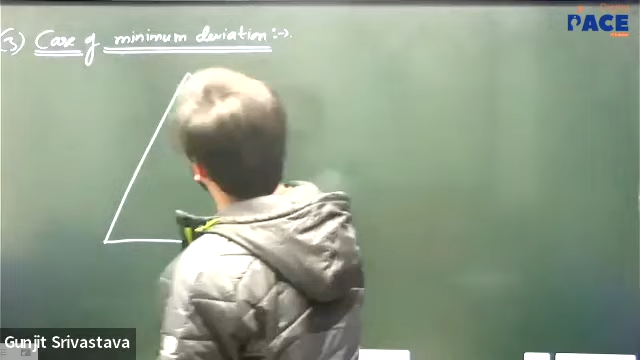 (3) Case of minimum deviation :->.
PACE
Gunjit Srivastava